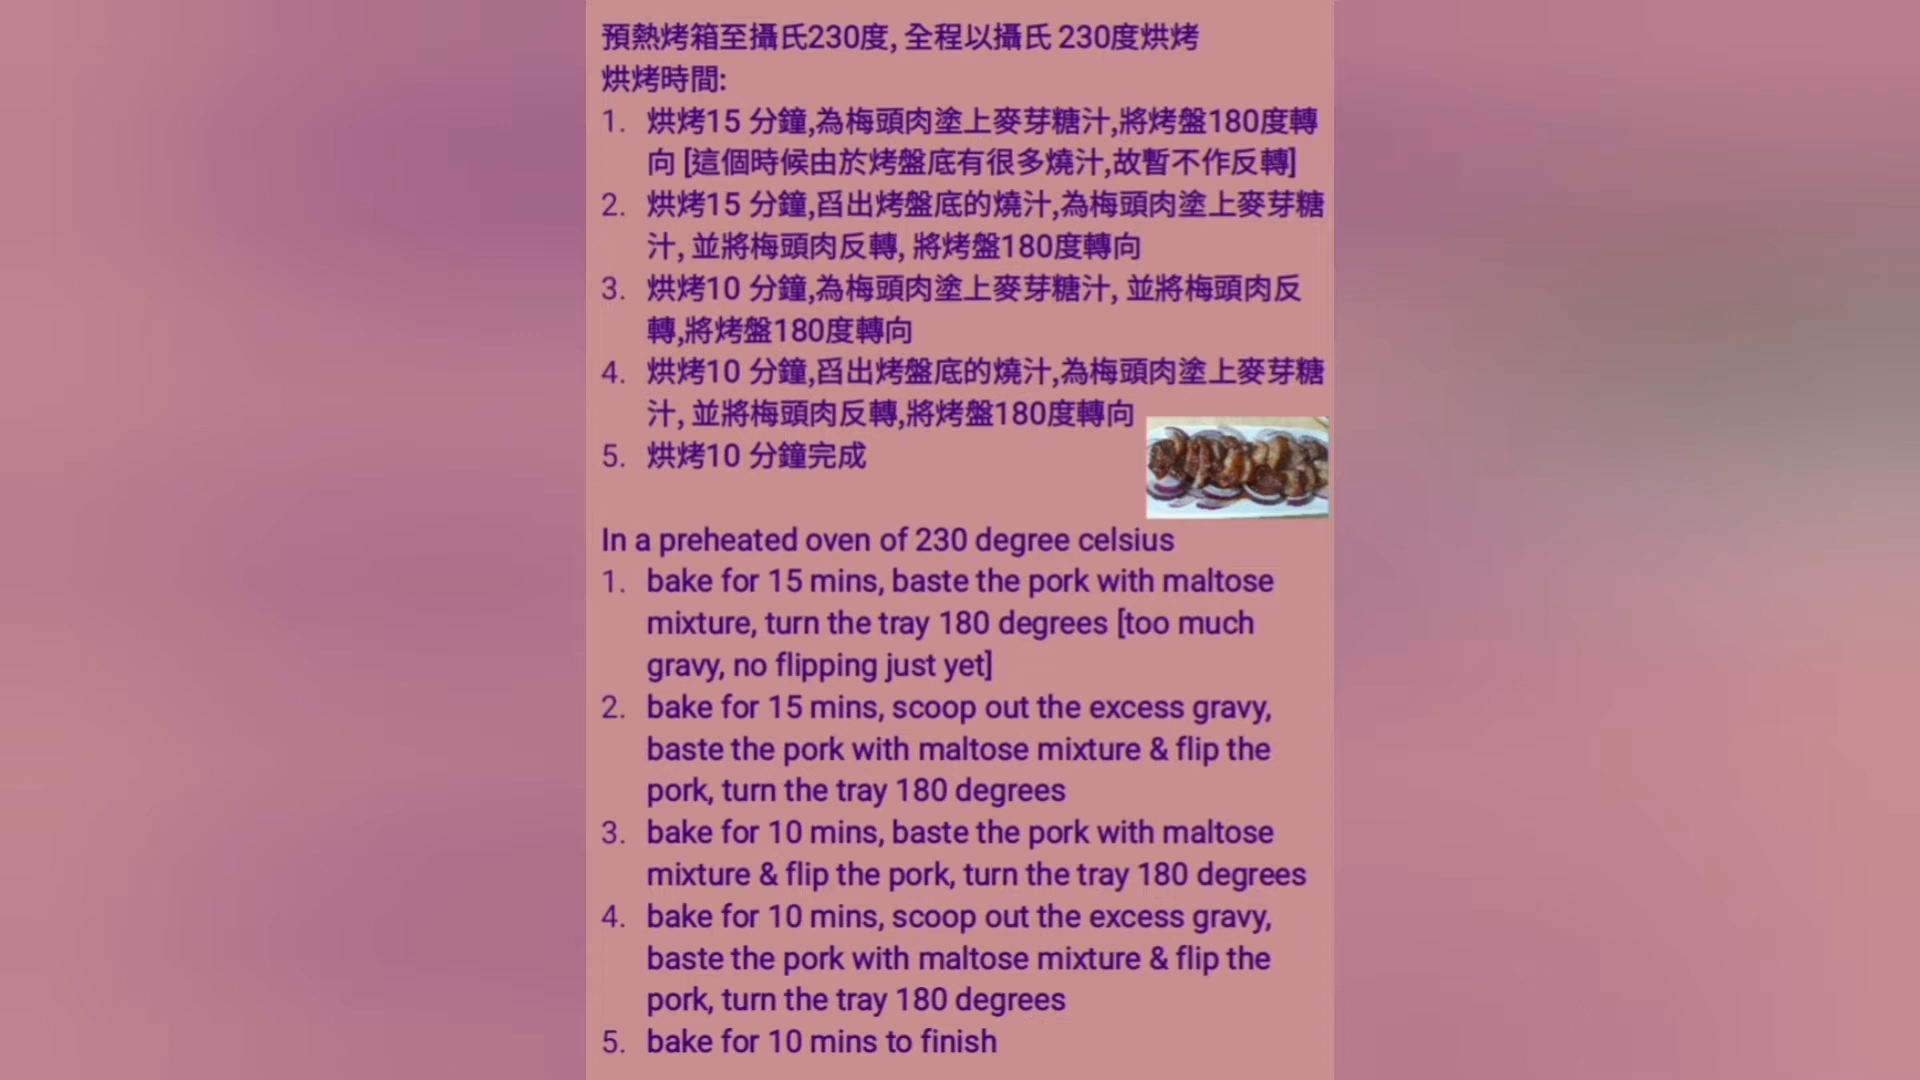 預熱烤箱至攝氏230度, 全程以攝氏 230度烘烤
烘烤時間:
1. 烘烤15 分鐘,為梅頭肉塗上麥芽糖汁,將烤盤180度轉
向 [這個時候由於烤盤底有很多燒汁,故暫不作反轉]
2. 烘烤15 分鐘,舀出烤盤底的燒汁,為梅頭肉塗上麥芽糖
汁, 並將梅頭肉反轉, 將烤盤180度轉向
3. 烘烤10 分鐘,為梅頭肉塗上麥芽糖汁, 並將梅頭肉反
轉,將烤盤180度轉向
4. 烘烤10 分鐘,舀出烤盤底的燒汁,為梅頭肉塗上麥芽糖
汁, 並將梅頭肉反轉,將烤盤180度轉向
5. 烘烤10 分鐘完成
In a preheated oven of 230 degree celsius
1. bake for 15 mins, baste the pork with maltose
mixture, turn the tray 180 degrees [too much
gravy, no flipping just yet]
2. bake for 15 mins, scoop out the excess gravy,
baste the pork with maltose mixture & flip the
pork, turn the tray 180 degrees
3. bake for 10 mins, baste the pork with maltose
mixture & flip the pork, turn the tray 180 degrees
4. bake for 10 mins, scoop out the excess gravy,
baste the pork with maltose mixture & flip the
pork, turn the tray 180 degrees
5. bake for 10 mins to finish